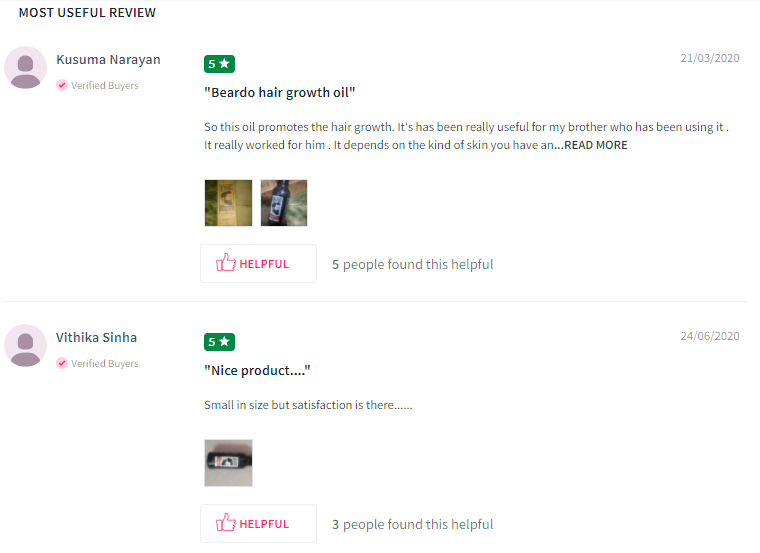 MOST USEFUL REVIEW
Kusuma Narayan
Verified Buyers
5 ★
21/03/2020
"Beardo hair growth oil"
So this oil promotes the hair growth. It's has been really useful for my brother who has been using it .
It really worked for him . It depends on the kind of skin you have an...READ MORE
HELPFUL
5 people found this helpful
Vithika Sinha
Verified Buyers
5 ★
24/06/2020
"Nice product...."
Small in size but satisfaction is there......
HELPFUL
3 people found this helpful